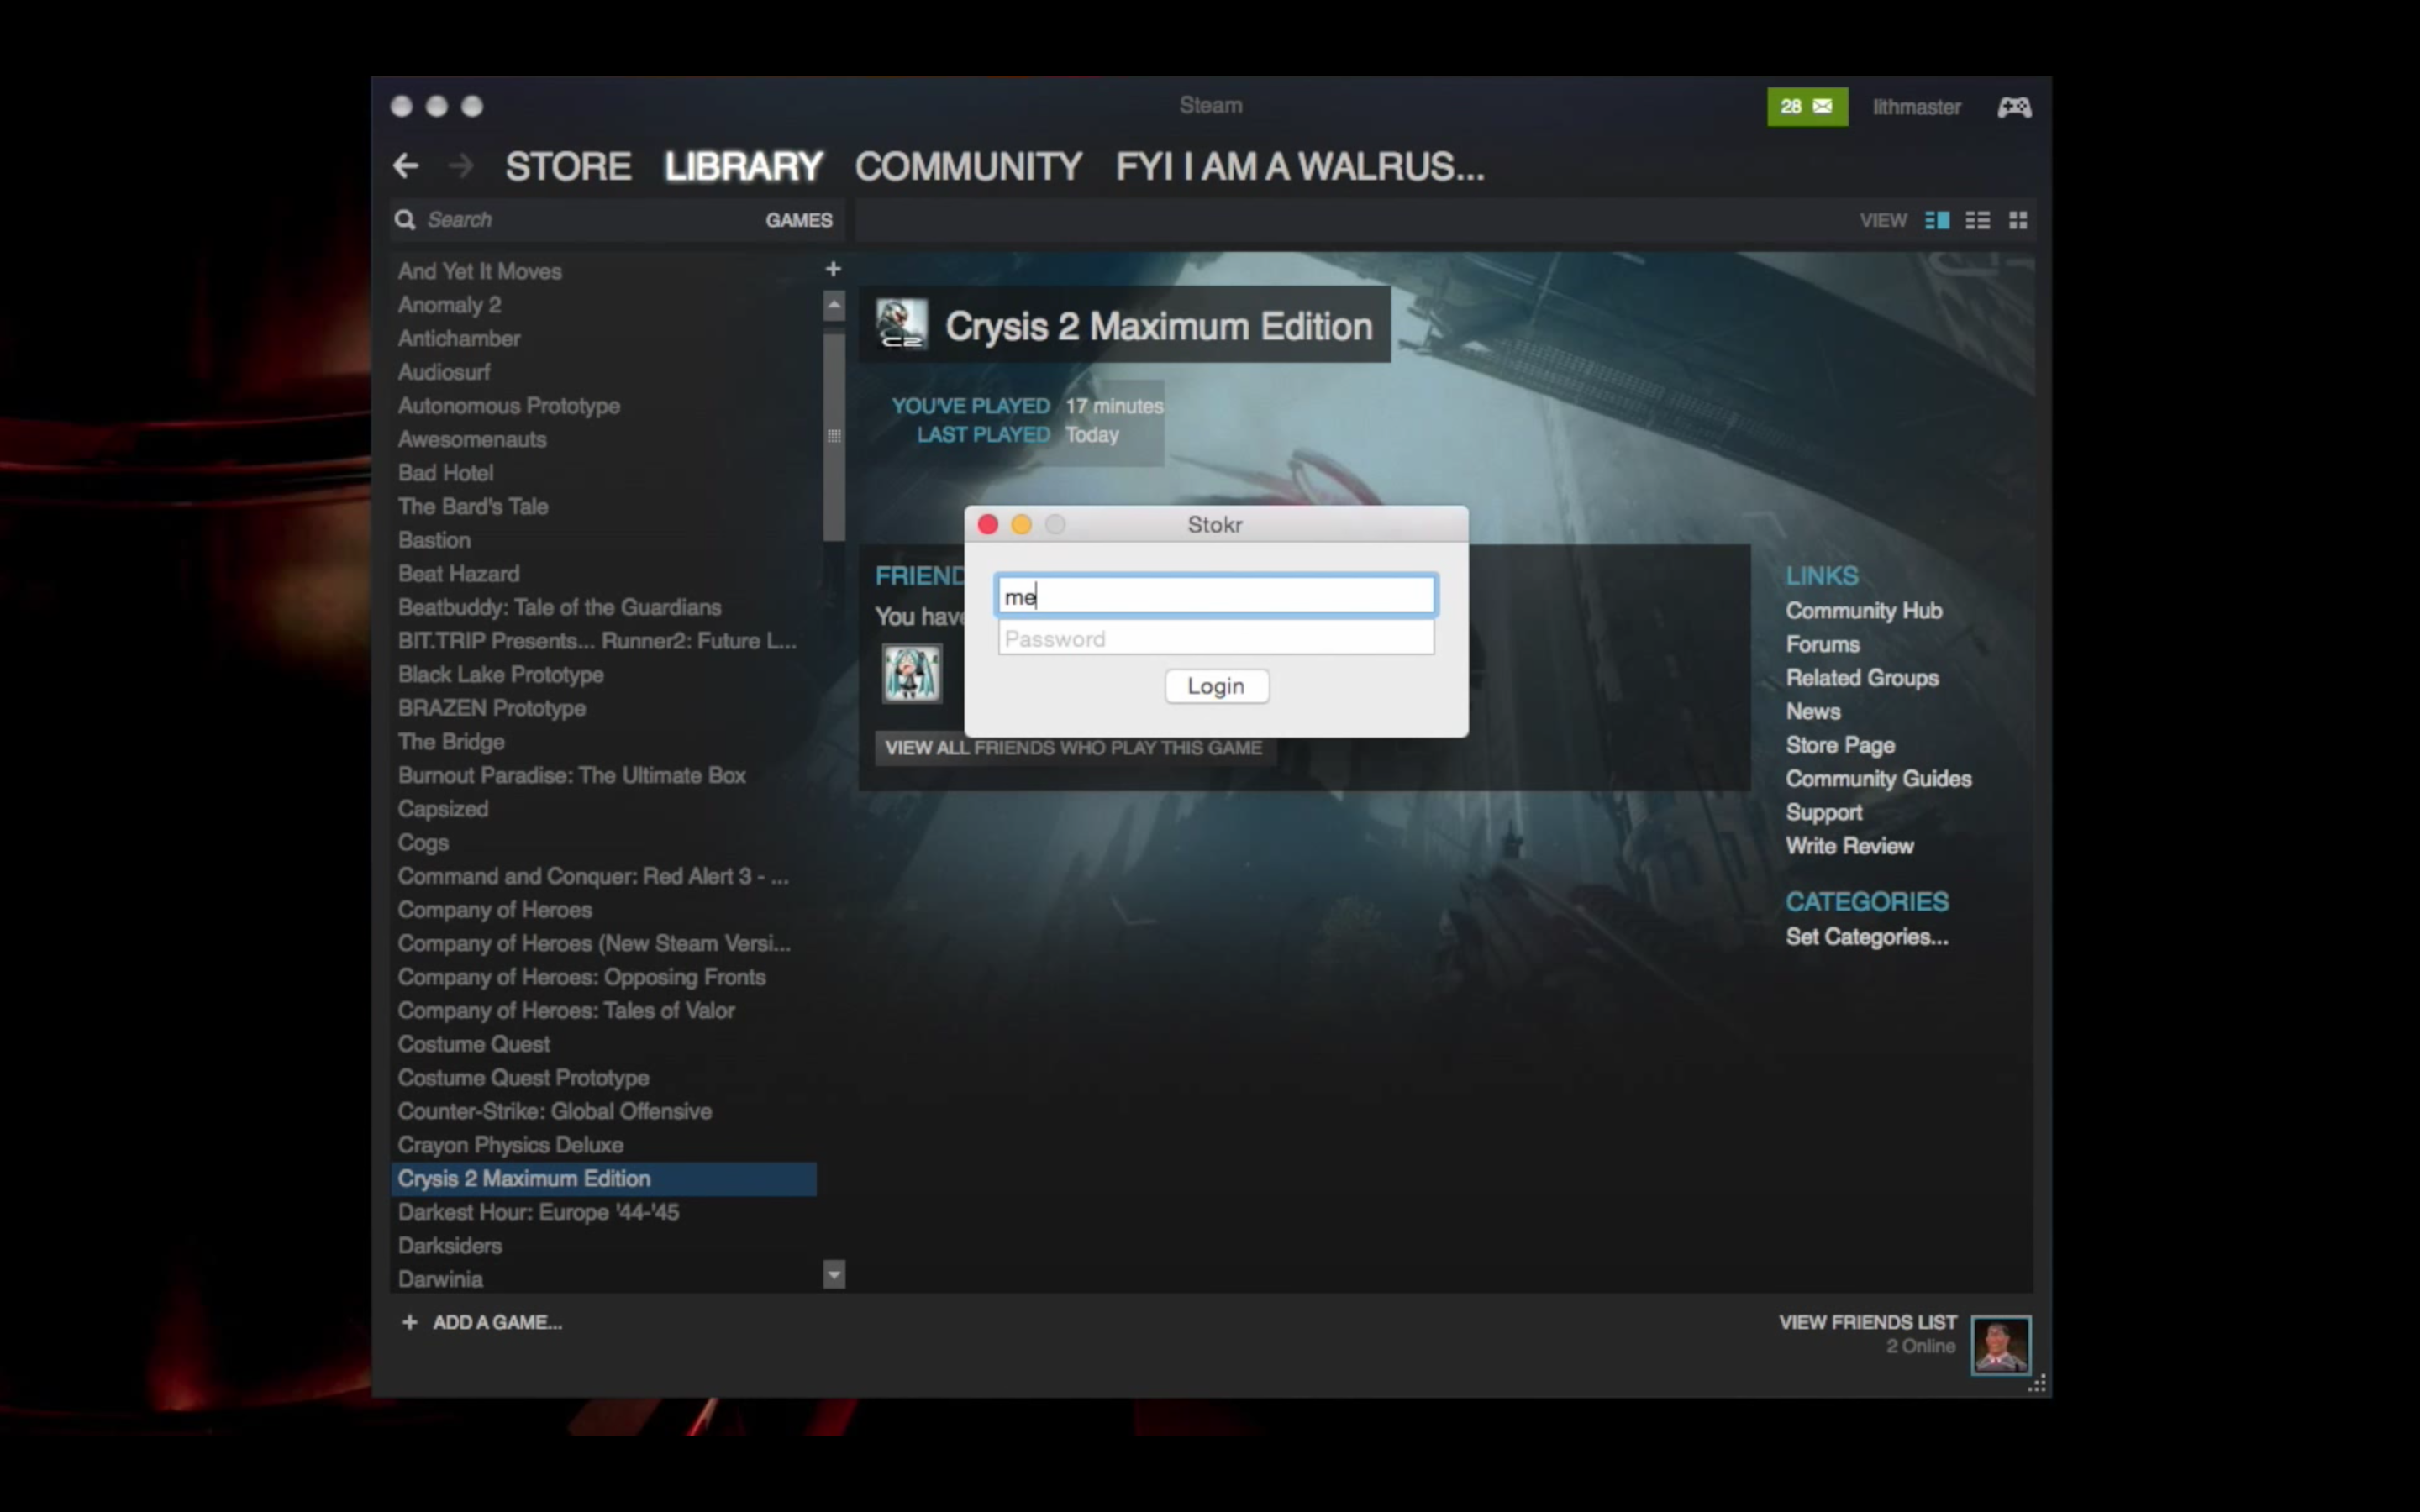 Steam
28
lithmaster
STORE LIBRARY COMMUNITY FYI I AM A WALRUS...
Search
GAMES
VIEW
And Yet It Moves
Anomaly 2
Antichamber
Audiosurf
Autonomous Prototype
Awesomenauts
Bad Hotel
The Bard's Tale
Bastion
Beat Hazard
Beatbuddy: Tale of the Guardians
BIT.TRIP Presents... Runner2: Future L...
Black Lake Prototype
BRAZEN Prototype
The Bridge
Burnout Paradise: The Ultimate Box
Capsized
Cogs
Command and Conquer: Red Alert 3 - ...
Company of Heroes
Company of Heroes (New Steam Versi...
Company of Heroes: Opposing Fronts
Company of Heroes: Tales of Valor
Costume Quest
Costume Quest Prototype
Counter-Strike: Global Offensive
Crayon Physics Deluxe
Crysis 2 Maximum Edition
Darkest Hour: Europe '44-'45
Darksiders
Darwinia
+ ADD A GAME...
C2
Crysis 2 Maximum Edition
YOU'VE PLAYED 17 minutes
LAST PLAYED Today
FRIEND
You have
VIEW ALL FRIENDS WHO PLAY THIS GAME
Stokr
me
Password
Login
LINKS
Community Hub
Forums
Related Groups
News
Store Page
Community Guides
Support
Write Review
CATEGORIES
Set Categories...
VIEW FRIENDS LIST
2 Online